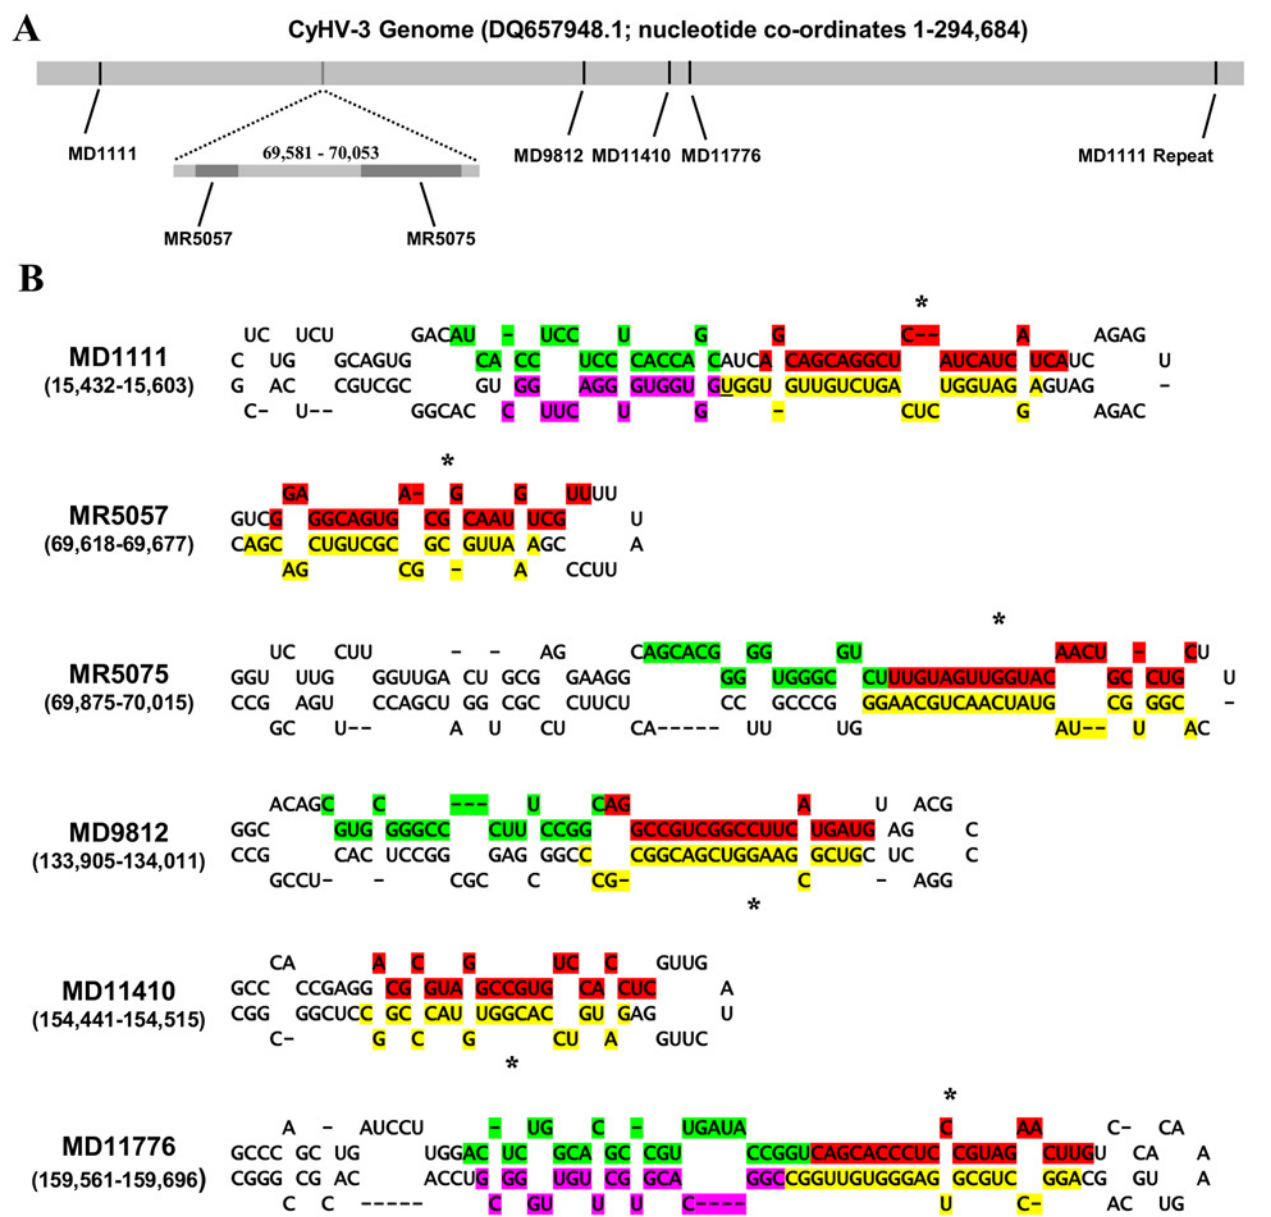 A
CyHV-3 Genome (DQ657948.1; nucleotide co-ordinates 1-294,684)
MD1111
MD9812 MD11410 MD11776
MD1111 Repeat
69,581 - 70,053
MR5057
MR5075
B
*
UC UCU GACAU - UCC U G G C-- A AGAG
MD1111
C UG GCAGUG CA CC UCC CACCA CAUCA CAGCAGGCU AUCAUC UCAUC U
(15,432-15,603)
G AC CGUCGC GU GG AGG GUGGU GUGGU GUUGUCUGA UGGUAG AGUAG -
C- U-- GGCAC C UUC U G - CUC G AGAC
*
GA A- G G UUUU
MR5057
GUCG GGCAGUG CG CAAU UCG U
(69,618-69,677)
CAGC CUGUCGC GC GUUA AGC A
AG CG - A CCUU
*
UC CUU - - AG CAGCACG GG GU AACU - CU
MR5075
GGU UUG GGUUGA CU GCG GAAGG GG UGGGC CUUUGUAGUUGGUAC GC CUG U
(69,875-70,015)
CCG AGU CCAGCU GG CGC CUUCU CC GCCCG GGAACGUCAACUAUG CG GGC -
GC U-- A U CU CA----- UU UG AU-- U AC
ACAGC C --- U CAG A U ACG
MD9812
GGC GUG GGGCC CUU CCGG GCCGUCGGCCUUC UGAUG AG C
(133,905-134,011)
CCG CAC UCCGG GAG GGCC CGGCAGCUGGAAG GCUGC UC C
GCCU- - CGC C CG- C - AGG
*
CA A C G UC C GUUG
MD11410
GCC CCGAGG CG GUA GCCGUG CA CUC A
(154,441-154,515)
CGG GGCUCC GC CAU UGGCAC GU GAG U
C- G C G CU A GUUC
*
*
A - AUCCU - UG C - UGAUA C AA C- CA
MD11776
GCCC GC UG UGGAC UC GCA GC CGU CCGGUCAGCACCCUC CGUAG CUUGU CA A
(159,561-159,696)
CGGG CG AC ACCUG GG UGU CG GCA GGCCGGUUGUGGGAG GCGUC GGACG GU A
C C ----- C GU U U C---- U C- AC UG